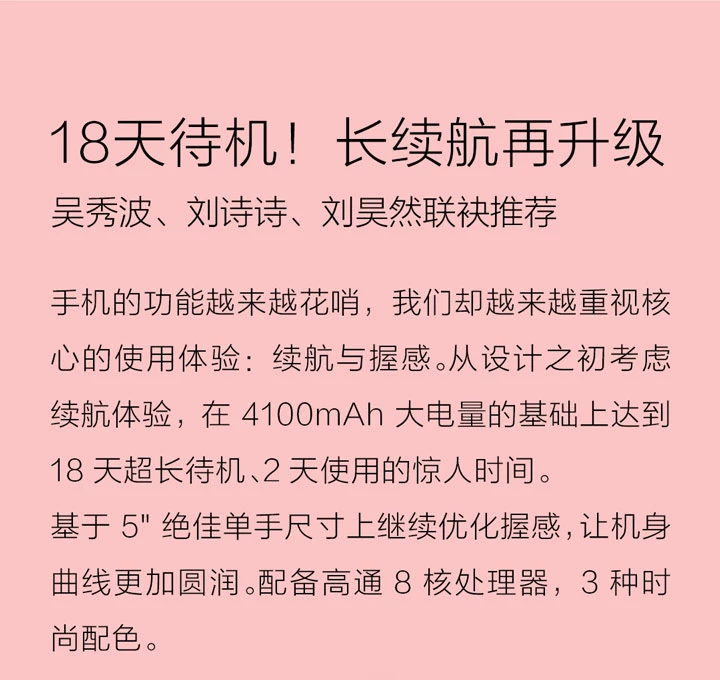 18天待机！长续航再升级
吴秀波、刘诗诗、刘昊然联袂推荐
手机的功能越来越花哨，我们却越来越重视核
心的使用体验：续航与握感。从设计之初考虑
续航体验，在 4100mAh 大电量的基础上达到
18 天超长待机、2 天使用的惊人时间。
基于 5" 绝佳单手尺寸上继续优化握感，让机身
曲线更加圆润。配备高通 8 核处理器，3 种时
尚配色。